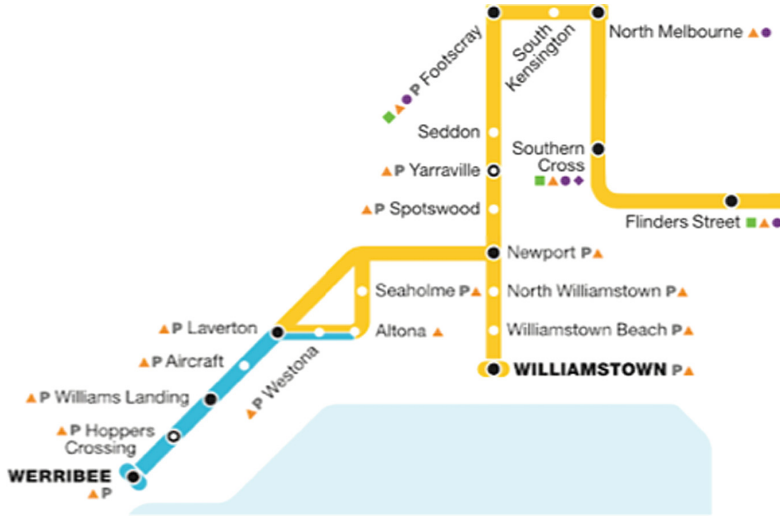 North Melbourne
P Footscray
South
Kensington
Seddon
Southern
Cross
P Yarraville
P Spotswood
Flinders Street
Newport P
Seaholme P
North Williamstown P
P Laverton
Altona
Williamstown Beach P
P Aircraft
P Westona
WILLIAMSTOWN P
P Williams Landing
P Hoppers
Crossing
WERRIBEE
P